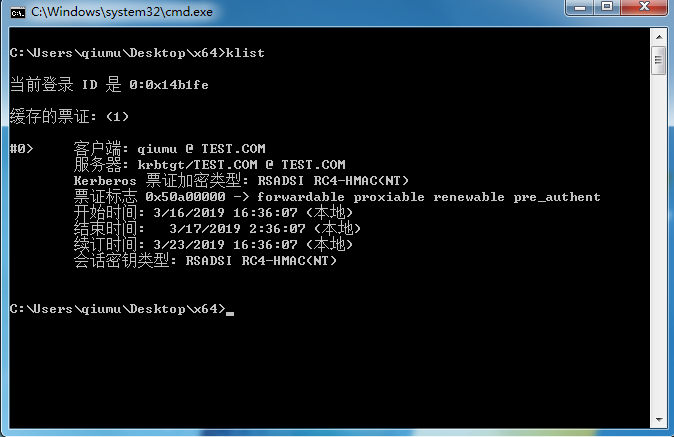 C:\Windows\system32\cmd.exe
C:\Users\qiumu\Desktop\x64>klist
当前登录 ID 是 0:0x14b1fe
缓存的票证: (1)
#0> 客户端: qiumu @ TEST.COM
服务器: krbtgt/TEST.COM @ TEST.COM
Kerberos 票证加密类型: RSADSI RC4-HMAC(NT)
票证标志 0x50a00000 -> forwardable proxiable renewable pre_authent
开始时间: 3/16/2019 16:36:07 (本地)
结束时间: 3/17/2019 2:36:07 (本地)
续订时间: 3/23/2019 16:36:07 (本地)
会话密钥类型: RSADSI RC4-HMAC(NT)
C:\Users\qiumu\Desktop\x64>